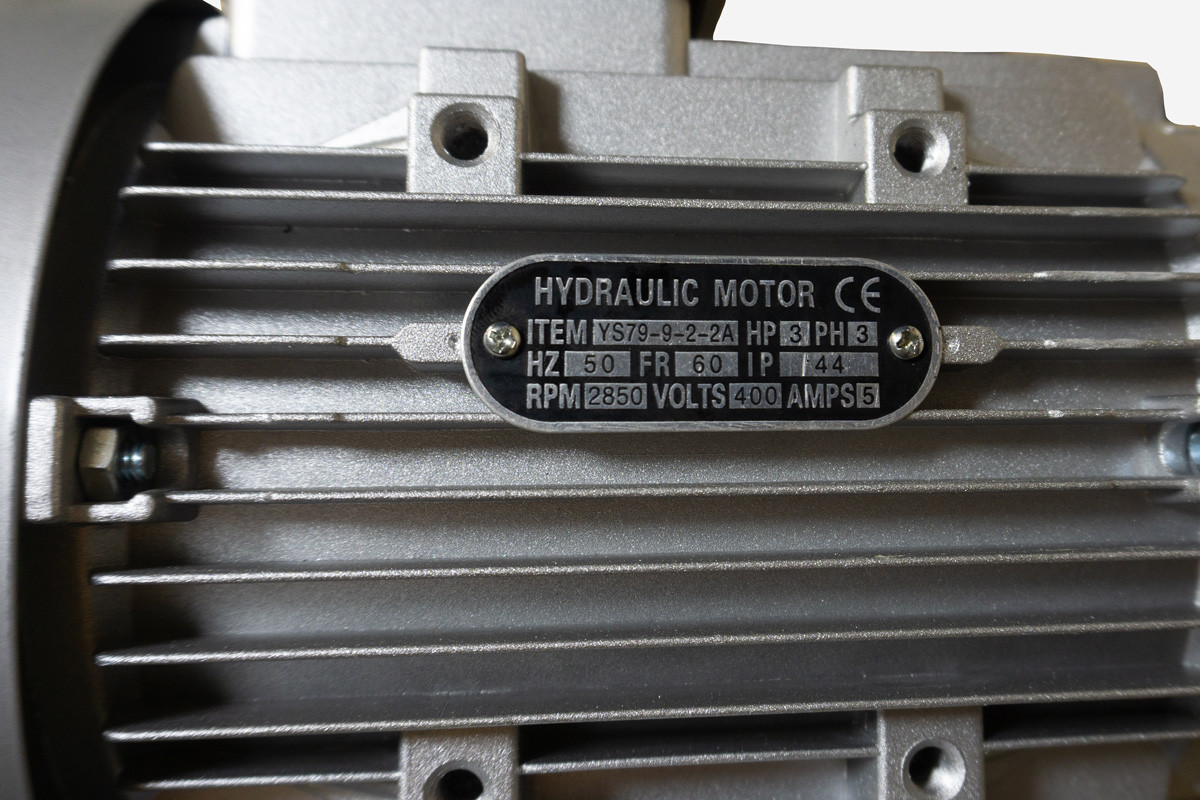 HYDRAULIC MOTOR CE
ITEM YS79-9-2-2A HP 3 PH 3
HZ 50 FR 60 IP 44
RPM 2850 VOLTS 400 AMPS 5